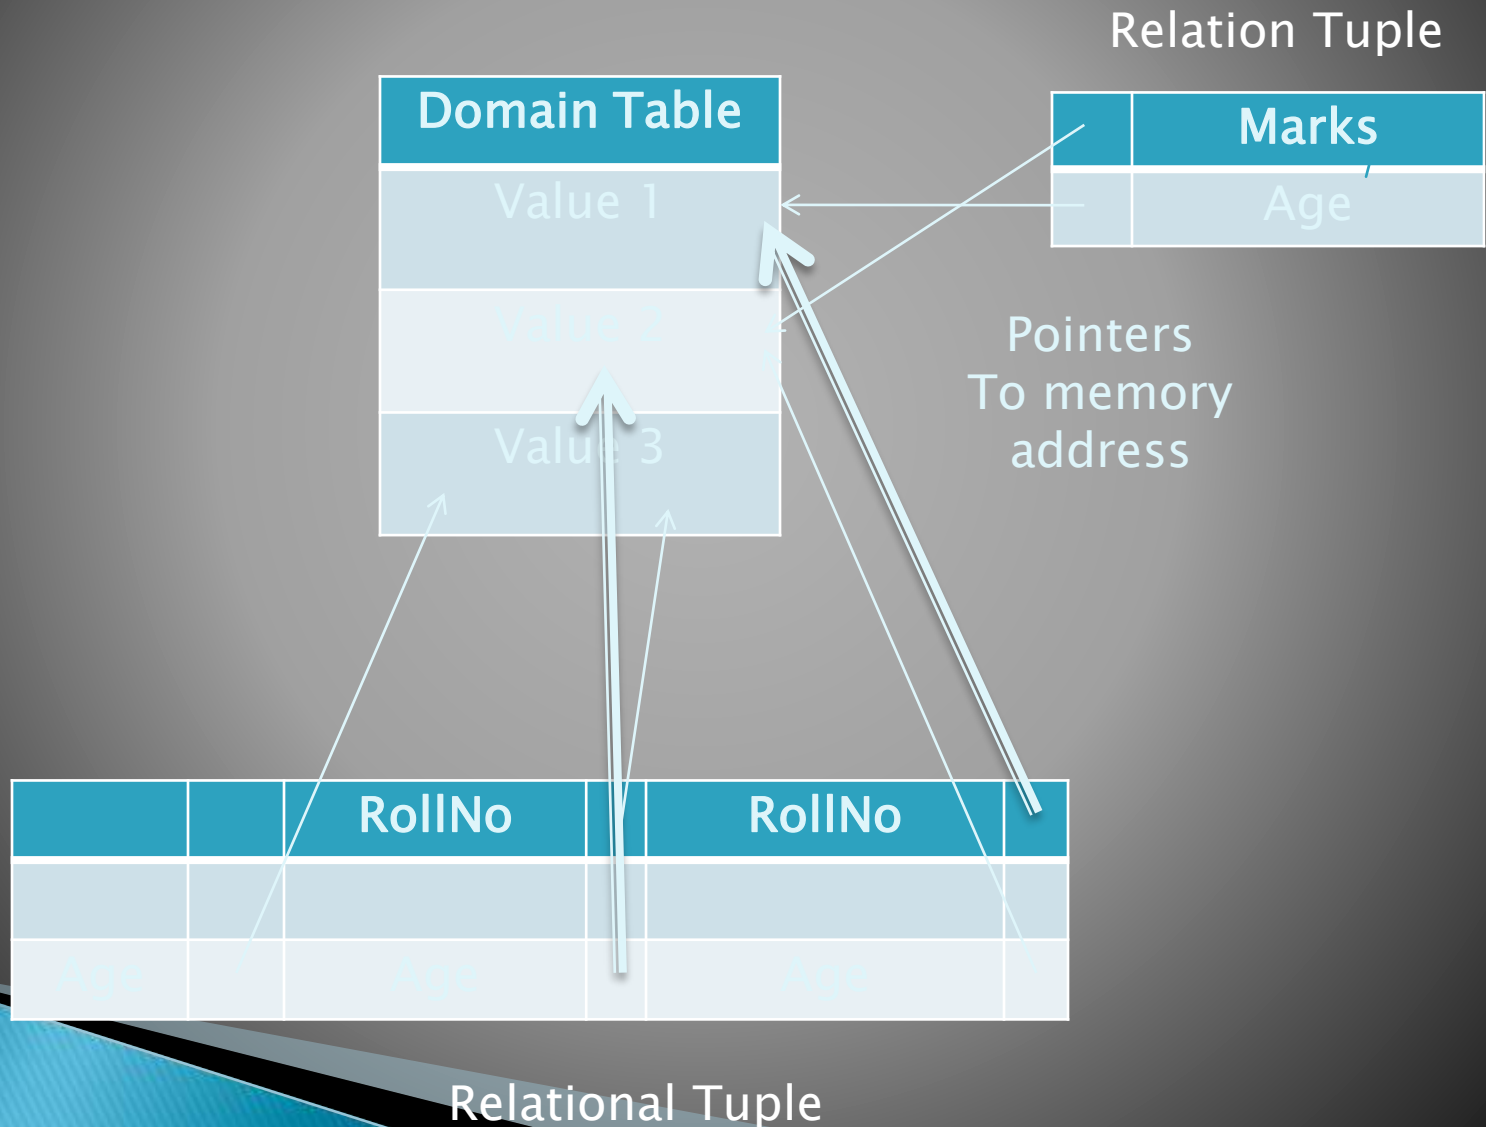 Relation Tuple
Domain Table
Marks
Value 1
Age
Value 2
Pointers
To memory
address
Value 3
RollNo RollNo
Age Age Age
Relational Tuple